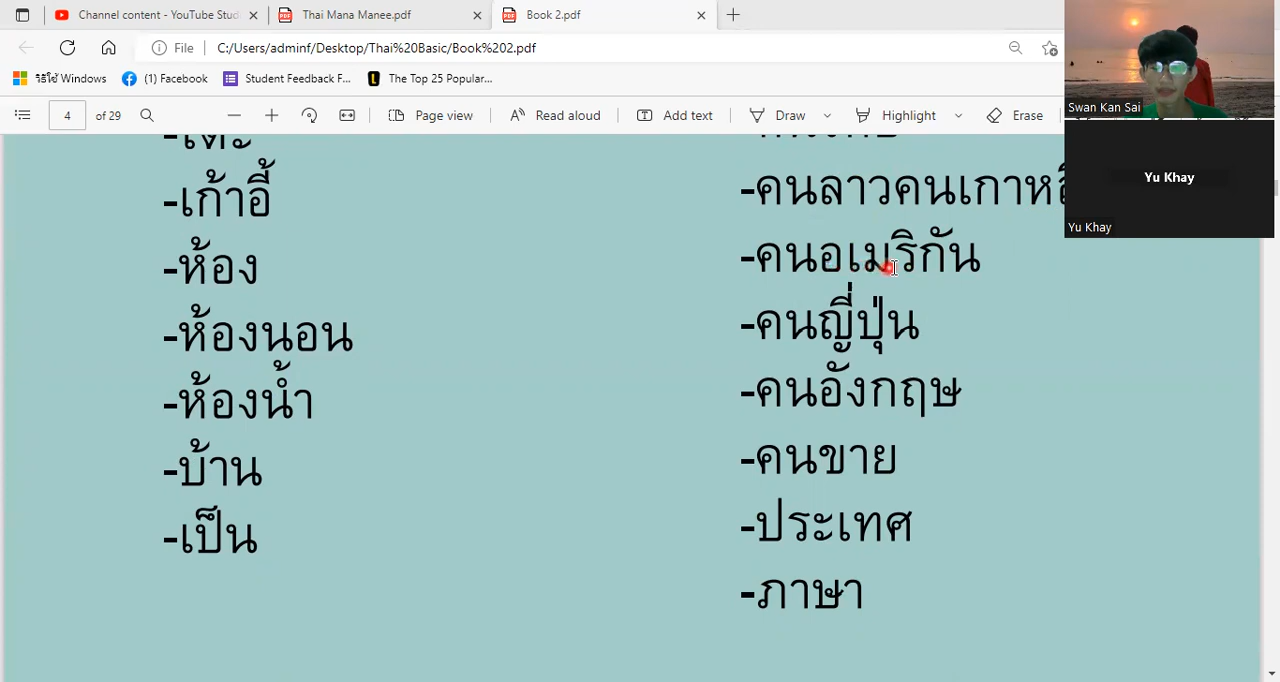 Channel content - YouTube Stud
Thai Mana Manee.pdf
Book 2.pdf
File
C:/Users/adminf/Desktop/Thai%20Basic/Book%202.pdf
วิธีใช้ Windows
(1) Facebook
Student Feedback F...
The Top 25 Popular...
4
of 29
Page view
Read aloud
Add text
Draw
Highlight
Erase
Swan Kan Sai
Yu Khay
Yu Khay
-เก้าอี้
-ห้อง
-ห้องนอน
-ห้องน้ำ
-บ้าน
-เป็น
-คนลาวคนเกาห
-คนอเมริกัน
-คนญี่ปุ่น
-คนอังกฤษ
-คนขาย
-ประเทศ
-ภาษา